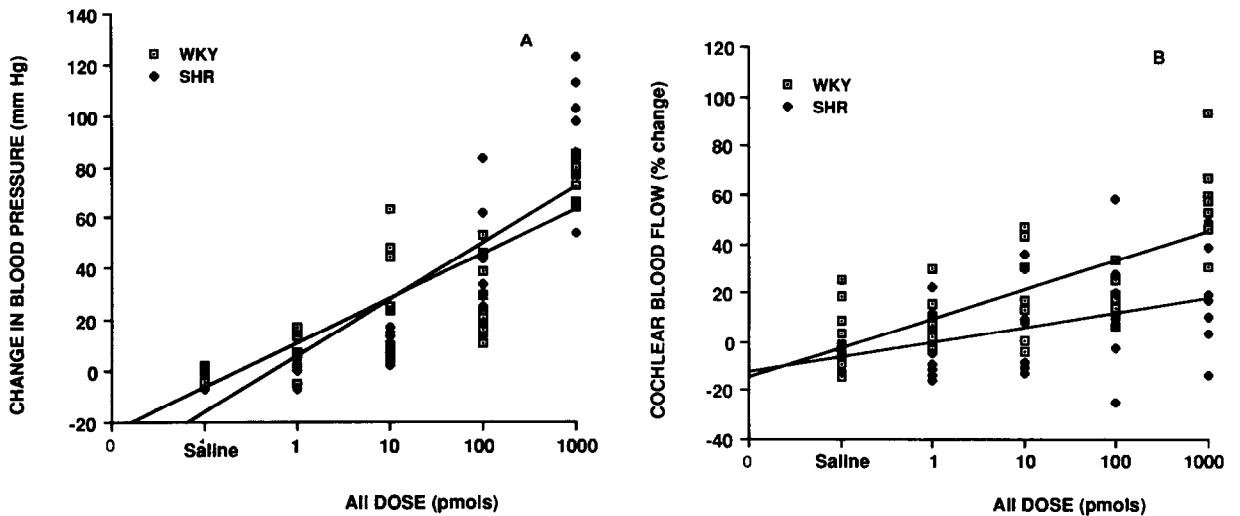 CHANGE IN BLOOD PRESSURE (mm Hg)
140
120
100
80
60
40
20
0
-20
WKY
SHR
A
0
Saline
1
10
100
1000
AII DOSE (pmols)
COCHLEAR BLOOD FLOW (% change)
120
100
80
60
40
20
0
-20
-40
WKY
SHR
B
0
Saline
1
10
100
1000
AII DOSE (pmols)